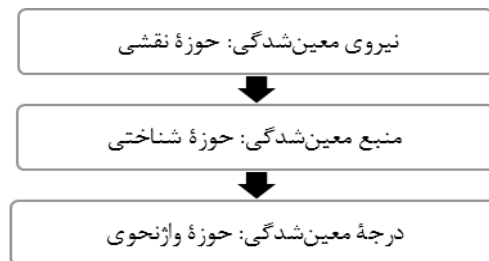 نیروی معین‌شدگی: حوزهٔ نقشی
منبع معین‌شدگی: حوزهٔ شناختی
درجهٔ معین‌شدگی: حوزهٔ واژنحوی